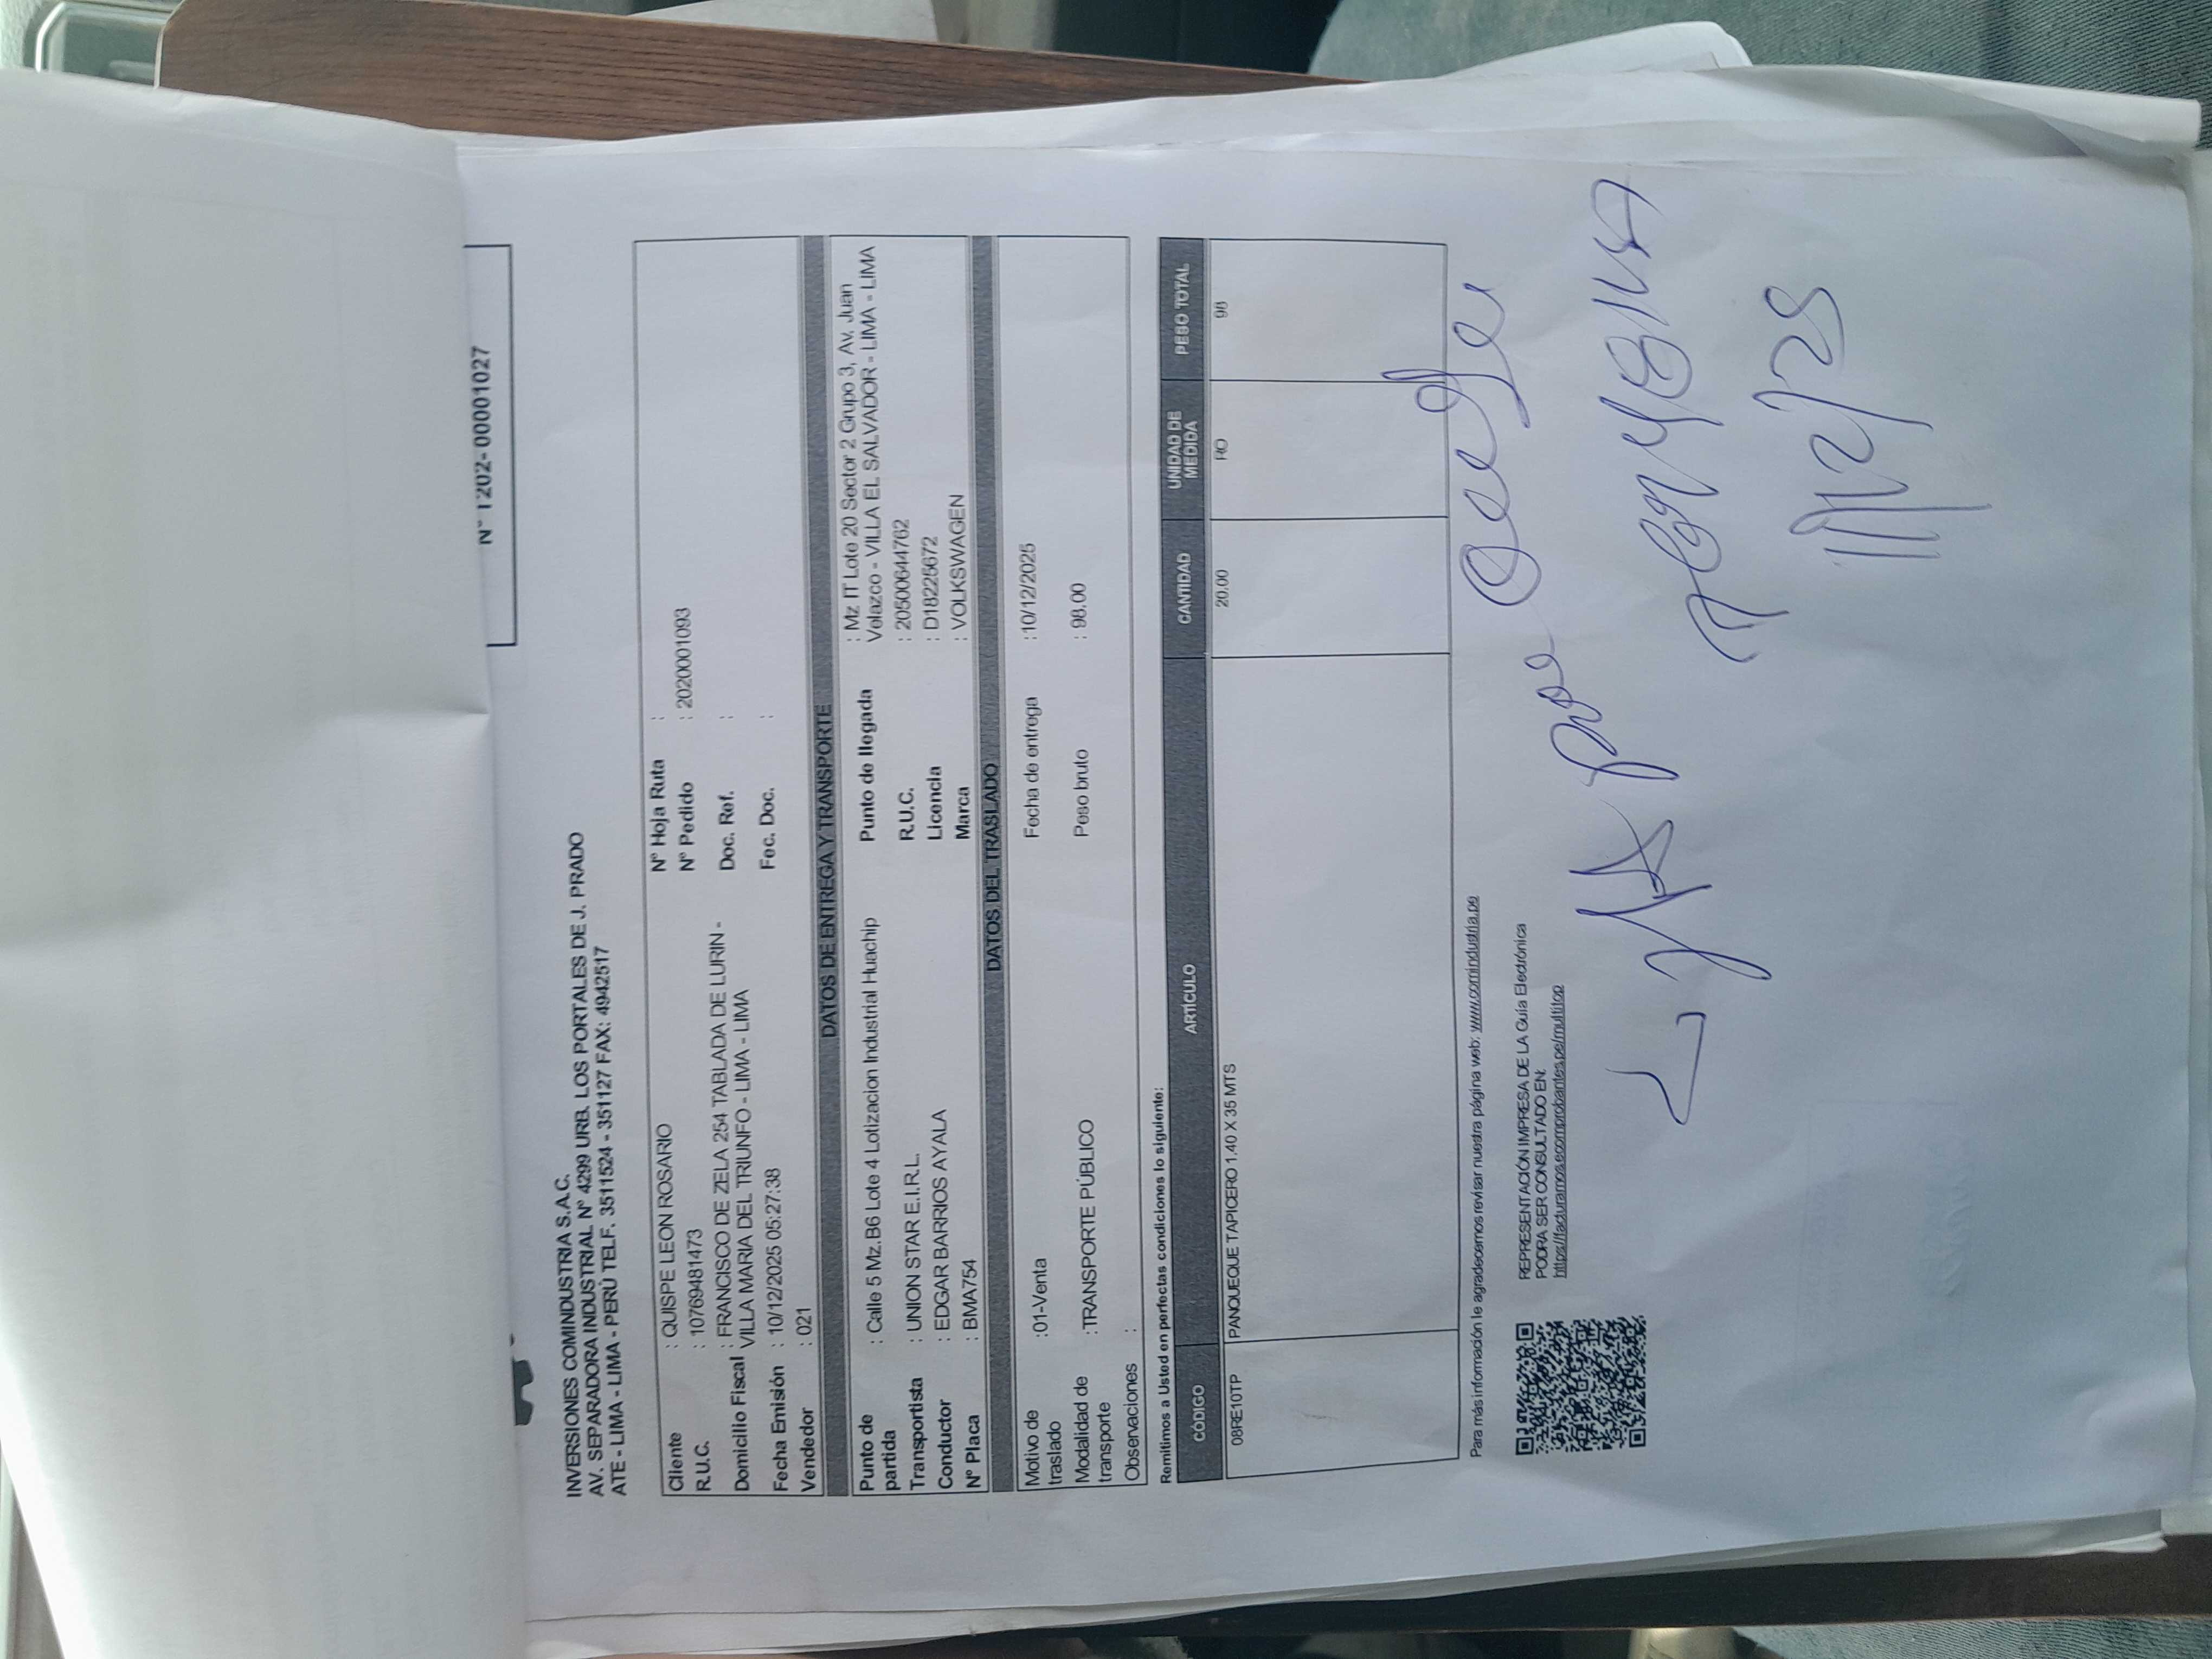 N° T202- 00001027
INVERSIONES COMINDUSTRIA S.A.C.
AV. SEPARADORA INDUSTRIAL N° 4299 URB. LOS PORTALES DE J. PRADO
ATE - LIMA - LIMA - PERÚ TELF. 3511524 - 351127 FAX: 4942517
Cliente : QUISPE LEON ROSARIO N° Hoja Ruta :
R.U.C. : 10769481473 N° Pedido : 2020001093
Domicilio Fiscal : FRANCISCO DE ZELA 254 TABLADA DE LURIN - Doc. Ref. :
VILLA MARIA DEL TRIUNFO - LIMA - LIMA
Fecha Emisión : 10/12/2025 05:27:38 Fec. Doc. :
Vendedor : 021
DATOS DE ENTREGA Y TRANSPORTE
Punto de partida : Calle 5 Mz.B6 Lote 4 Lotizacion Industrial Huachip Punto de llegada : Mz IT Lote 20 Sector 2 Grupo 3, Av. Juan
Velazco - VILLA EL SALVADOR - LIMA - LIMA
Transportista : UNION STAR E.I.R.L. R.U.C. : 20500644762
Conductor : EDGAR BARRIOS AYALA Licencia : D18225672
N° Placa : BMA754 Marca : VOLKSWAGEN
DATOS DEL TRASLADO
Motivo de traslado :01-Venta Fecha de entrega :10/12/2025
Modalidad de transporte :TRANSPORTE PÚBLICO Peso bruto : 98.00
Observaciones :
Remitimos a Usted en perfectas condiciones lo siguiente:
CÓDIGO ARTÍCULO CANTIDAD UNIDAD DE MEDIDA PESO TOTAL
08RE10TP PANQUEQUE TAPICERO 1.40 X 35 MTS 20.00 RO 98
Para más información le agradecemos revisar nuestra página web: www.comindustria.pe
REPRESENTACIÓN IMPRESA DE LA Guía Electrónica
PODRA SER CONSULTADO EN:
https://facturamos.ecomprobantes.pe/multitop
11/12/25